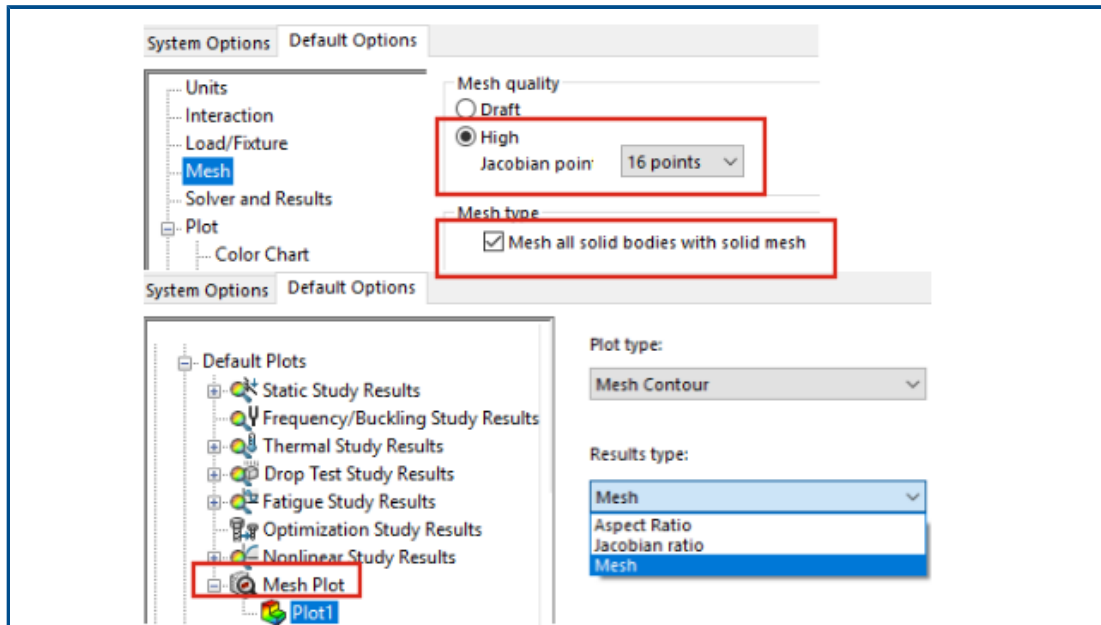 System Options Default Options
Units
Interaction
Load/Fixture
Mesh
Solver and Results
Plot
Color Chart
Mesh quality
Draft
High
Jacobian poin
16 points
Mesh type
Mesh all solid bodies with solid mesh
System Options Default Options
Default Plots
Static Study Results
Frequency/Buckling Study Results
Thermal Study Results
Drop Test Study Results
Fatigue Study Results
Optimization Study Results
Nonlinear Study Results
Mesh Plot
Plot1
Plot type:
Mesh Contour
Results type:
Mesh
Aspect Ratio
Jacobian ratio
Mesh